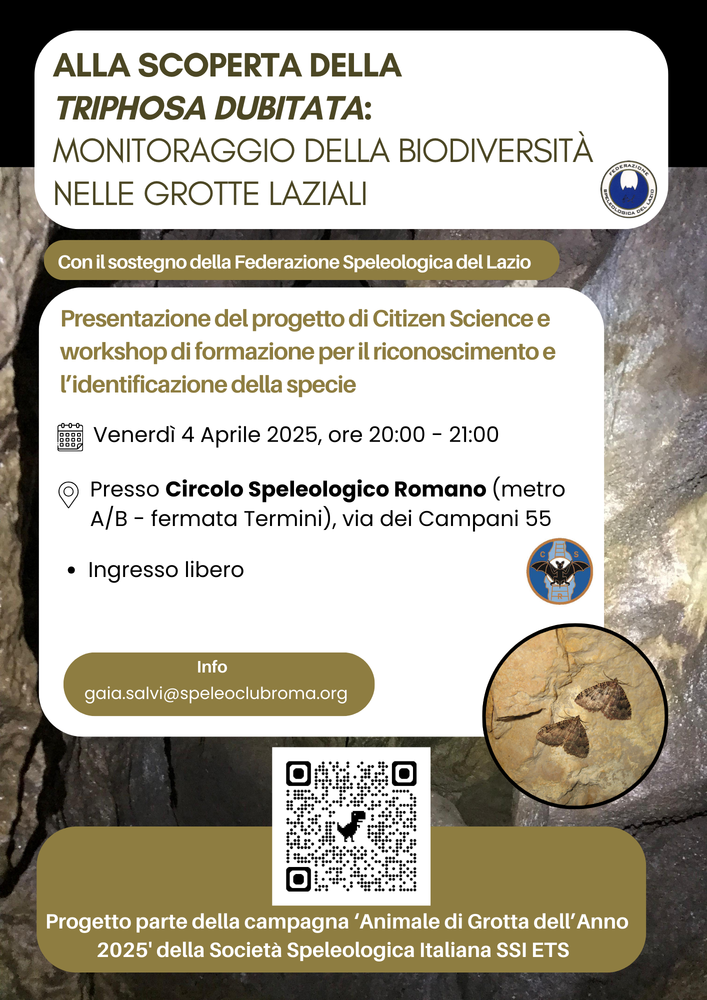 ALLA SCOPERTA DELLA
TRIPHOSA DUBITATA:
MONITORAGGIO DELLA BIODIVERSITÀ
NELLE GROTTE LAZIALI
FEDERAZIONE
SPELEOLOGICA DEL LAZIO
Con il sostegno della Federazione Speleologica del Lazio
Presentazione del progetto di Citizen Science e
workshop di formazione per il riconoscimento e
l’identificazione della specie
Venerdì 4 Aprile 2025, ore 20:00 - 21:00
Presso Circolo Speleologico Romano (metro
A/B - fermata Termini), via dei Campani 55
• Ingresso libero
C S
R
Info
gaia.salvi@speleoclubroma.org
Progetto parte della campagna ‘Animale di Grotta dell’Anno
2025' della Società Speleologica Italiana SSI ETS